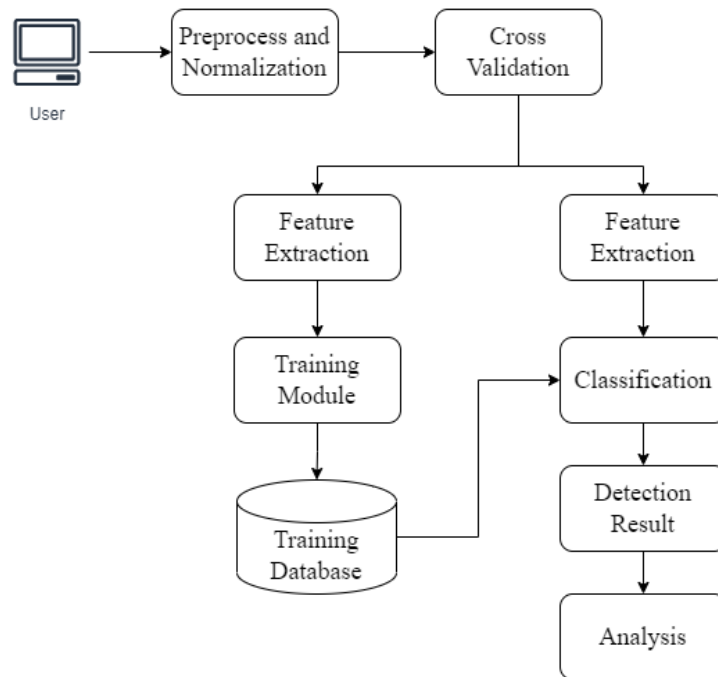 Preprocess and
Normalization
Cross
Validation
User
Feature
Extraction
Feature
Extraction
Training
Module
Classification
Training
Database
Detection
Result
Analysis